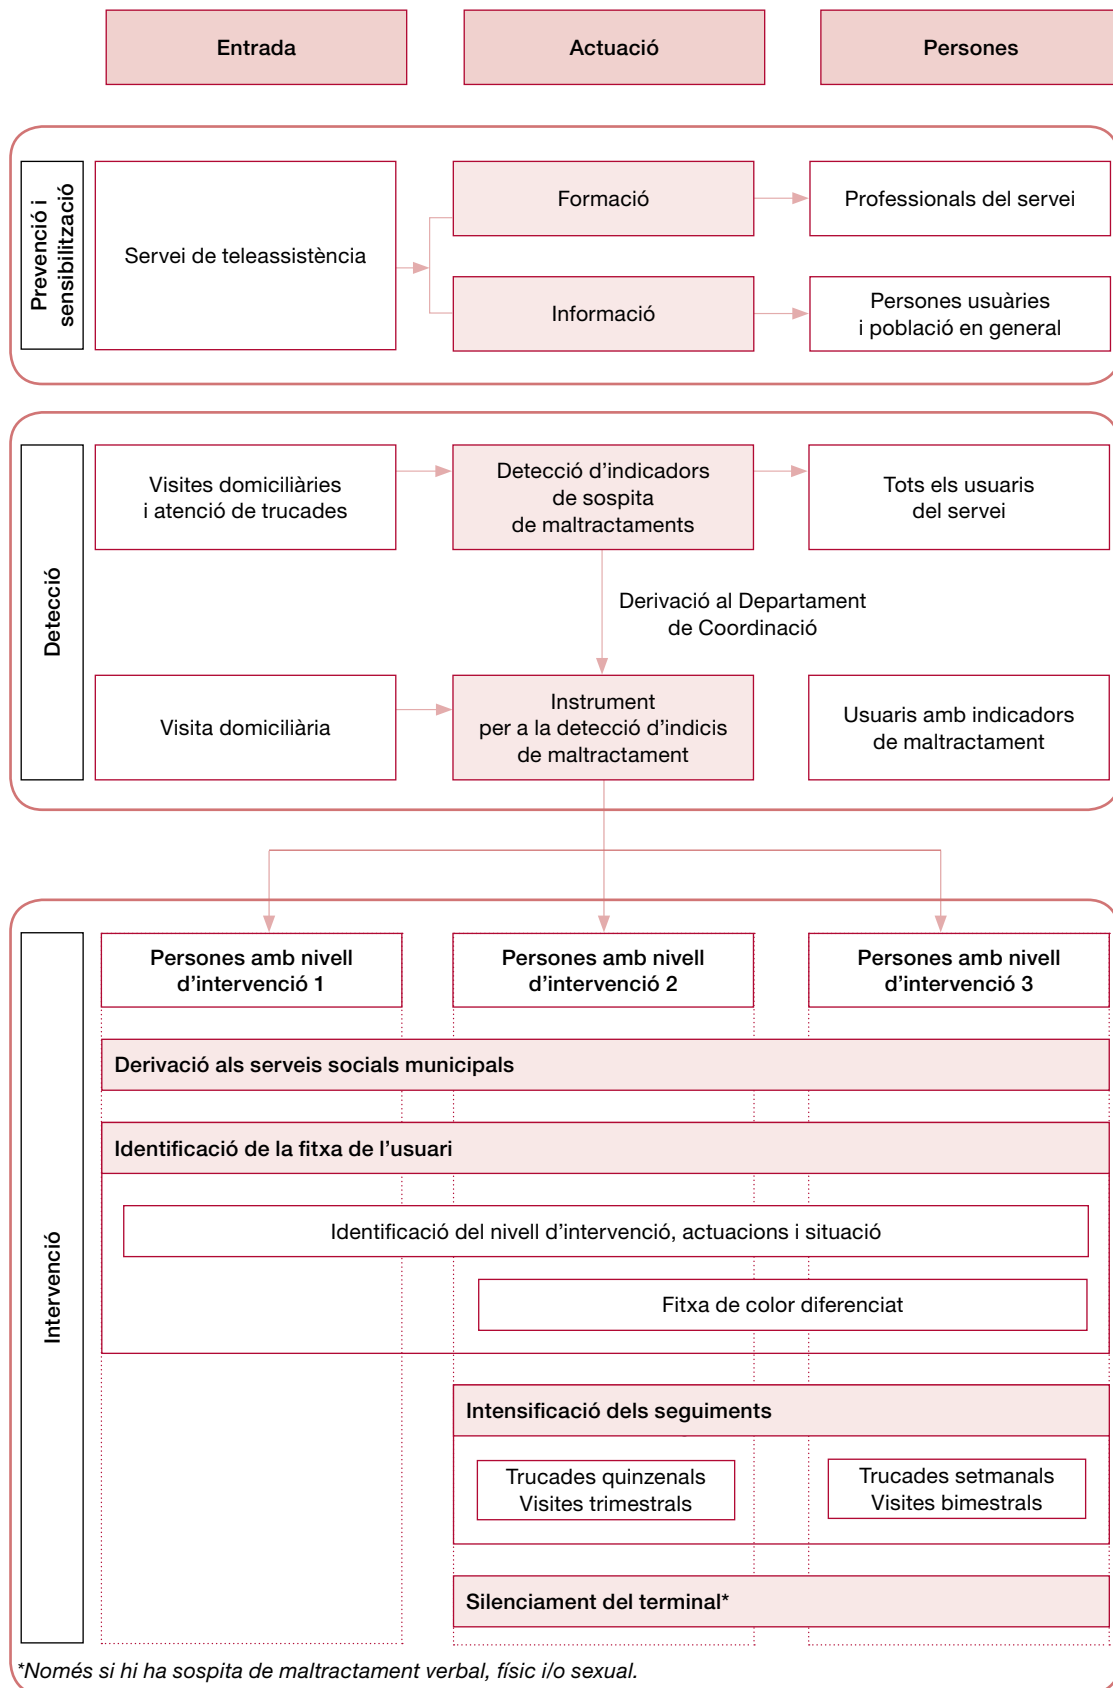 Entrada
Actuació
Persones
Prevenció i
sensibilització
Servei de teleassistència
Formació
Professionals del servei
Informació
Persones usuàries
i població en general
Detecció
Visites domiciliàries
i atenció de trucades
Detecció d’indicadors
de sospita
de maltractaments
Tots els usuaris
del servei
Derivació al Departament
de Coordinació
Visita domiciliària
Instrument
per a la detecció d’indicis
de maltractament
Usuaris amb indicadors
de maltractament
Intervenció
Persones amb nivell
d’intervenció 1
Persones amb nivell
d’intervenció 2
Persones amb nivell
d’intervenció 3
Derivació als serveis socials municipals
Identificació de la fitxa de l’usuari
Identificació del nivell d’intervenció, actuacions i situació
Fitxa de color diferenciat
Intensificació dels seguiments
Trucades quinzenals
Visites trimestrals
Trucades setmanals
Visites bimestrals
Silenciament del terminal*
*Només si hi ha sospita de maltractament verbal, físic i/o sexual.